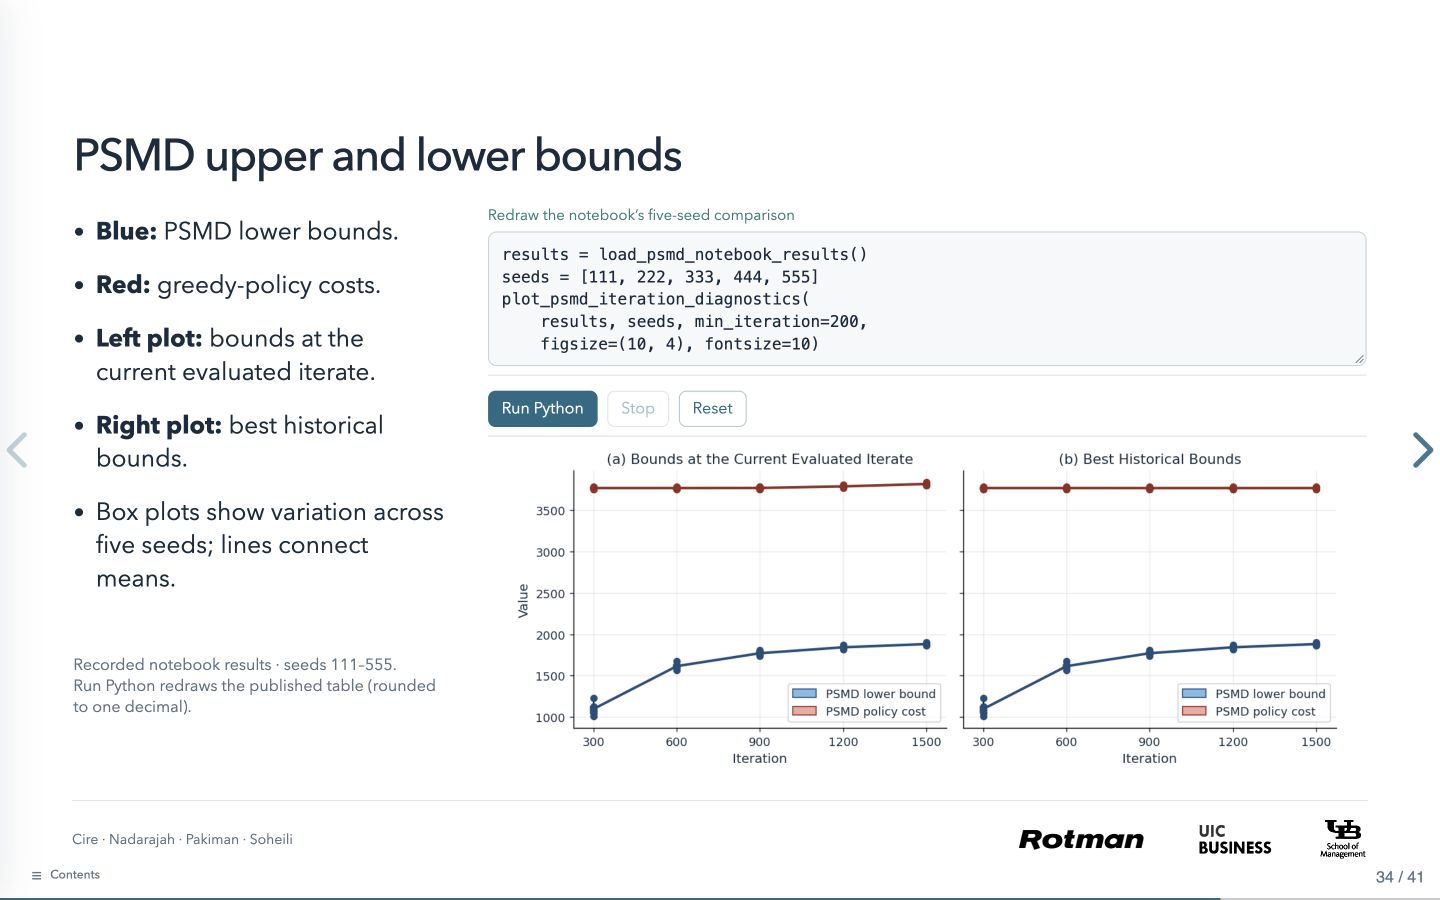 PSMD upper and lower bounds
• Blue: PSMD lower bounds.
• Red: greedy-policy costs.
• Left plot: bounds at the
current evaluated iterate.
• Right plot: best historical
bounds.
• Box plots show variation across
five seeds; lines connect
means.
Recorded notebook results · seeds 111–555.
Run Python redraws the published table (rounded
to one decimal).
Redraw the notebook’s five-seed comparison
results = load_psmd_notebook_results()
seeds = [111, 222, 333, 444, 555]
plot_psmd_iteration_diagnostics(
    results, seeds, min_iteration=200,
    figsize=(10, 4), fontsize=10)
Run Python
Stop
Reset
(a) Bounds at the Current Evaluated Iterate
Value
3500
3000
2500
2000
1500
1000
PSMD lower bound
PSMD policy cost
300 600 900 1200 1500
Iteration
(b) Best Historical Bounds
PSMD lower bound
PSMD policy cost
300 600 900 1200 1500
Iteration
Cire · Nadarajah · Pakiman · Soheili
Rotman
UIC
BUSINESS
UB
School of
Management
≡ Contents
34 / 41